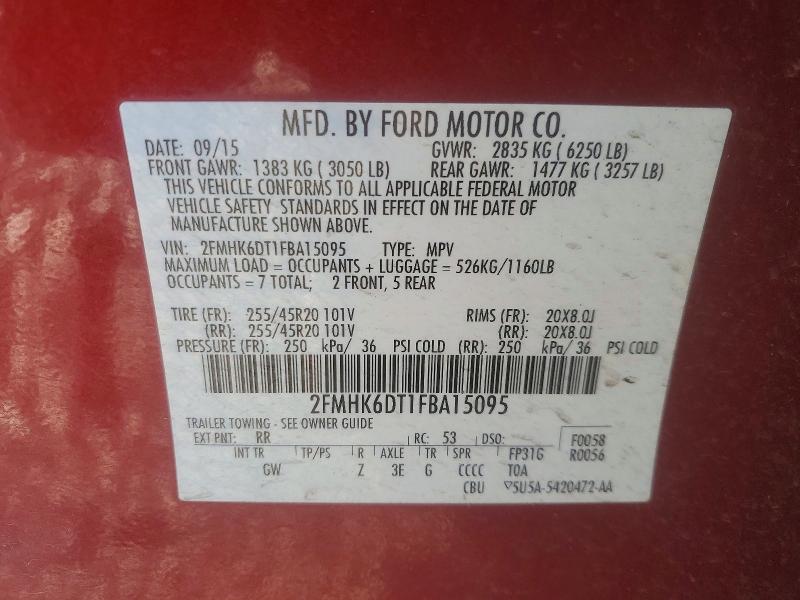 MFD. BY FORD MOTOR CO.
DATE: 09/15 GVWR: 2835 KG ( 6250 LB)
FRONT GAWR: 1383 KG ( 3050 LB) REAR GAWR: 1477 KG ( 3257 LB)
THIS VEHICLE CONFORMS TO ALL APPLICABLE FEDERAL MOTOR
VEHICLE SAFETY STANDARDS IN EFFECT ON THE DATE OF
MANUFACTURE SHOWN ABOVE.
VIN: 2FMHK6DT1FBA15095 TYPE: MPV
MAXIMUM LOAD = OCCUPANTS + LUGGAGE = 526KG/1160LB
OCCUPANTS = 7 TOTAL; 2 FRONT, 5 REAR
TIRE (FR): 255/45R20 101V RIMS (FR): 20X8.0J
(RR): 255/45R20 101V (RR): 20X8.0J
PRESSURE (FR): 250 kPa/ 36 PSI COLD (RR): 250 kPa/ 36 PSI COLD
2FMHK6DT1FBA15095
TRAILER TOWING - SEE OWNER GUIDE
EXT PNT: RR RC: 53 DSO: F0058
INT TR TP/PS R AXLE TR SPR FP31G R0056
GW Z 3E G CCCC TOA
CBU 5U5A-5420472-AA